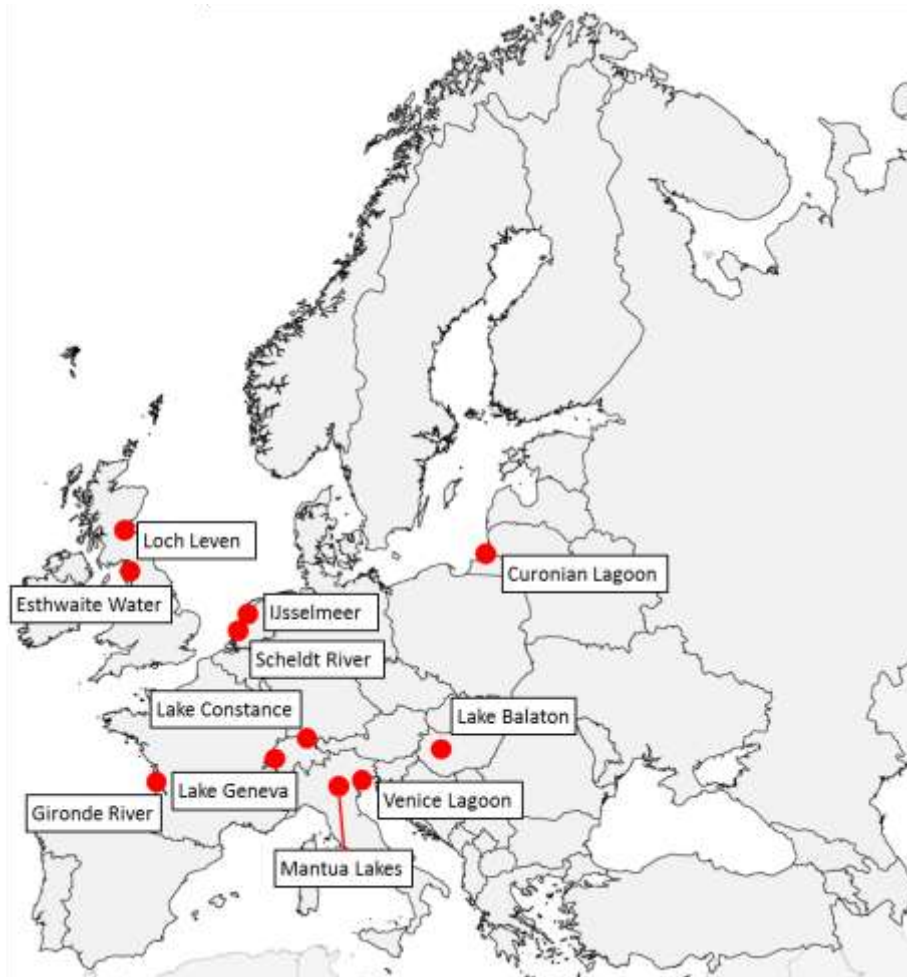 Loch Leven
Curonian Lagoon
Esthwaite Water
IJsselmeer
Scheldt River
Lake Constance
Lake Balaton
Lake Geneva
Venice Lagoon
Gironde River
Mantua Lakes